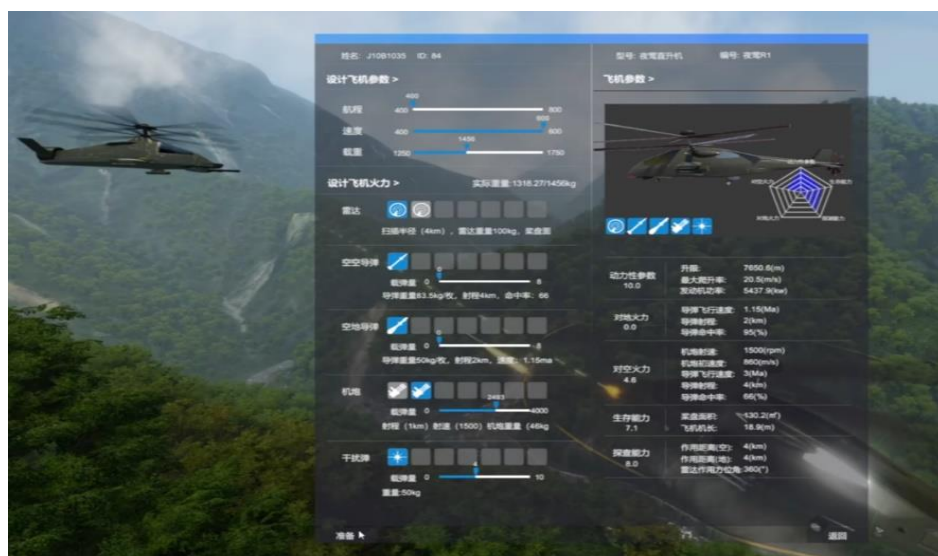 姓名: J10B1035 ID: 84
型号: 夜莺直升机 编号: 夜莺R1
设计飞机参数 >
飞机参数 >
航程 400 480 800
速度 400 600 600
载重 1250 1456 1750
设计飞机火力 > 实际重量:1318.27/1456kg
雷达
扫描半径（4km），雷达重量100kg，桨盘面
空空导弹
载弹量 0 0 8
导弹重量83.5kg/枚，射程4km，命中率：66
空地导弹
载弹量 0 0 8
导弹重量50kg/枚，射程2km，速度：1.15ma
机炮
载弹量 0 2493 4000
射程（1km）射速（1500）机炮重量（46kg
干扰弹
载弹量 0 4 10
重量:50kg
动力性参数 10.0
升限: 7650.6(m)
最大爬升率: 20.5(m/s)
发动机功率: 5437.9(kw)
对地火力 0.0
导弹飞行速度: 1.15(Ma)
导弹射程: 2(km)
导弹命中率: 95(%)
对空火力 4.6
机炮射速: 1500(rpm)
机炮初速度: 860(m/s)
导弹飞行速度: 3(Ma)
导弹射程: 4(km)
导弹命中率: 66(%)
生存能力 7.1
桨盘面积: 130.2(㎡)
飞机机长: 18.9(m)
探查能力 8.0
作用距离(空): 4(km)
作用距离(地): 4(km)
雷达作用方位角:360(°)
准备
返回